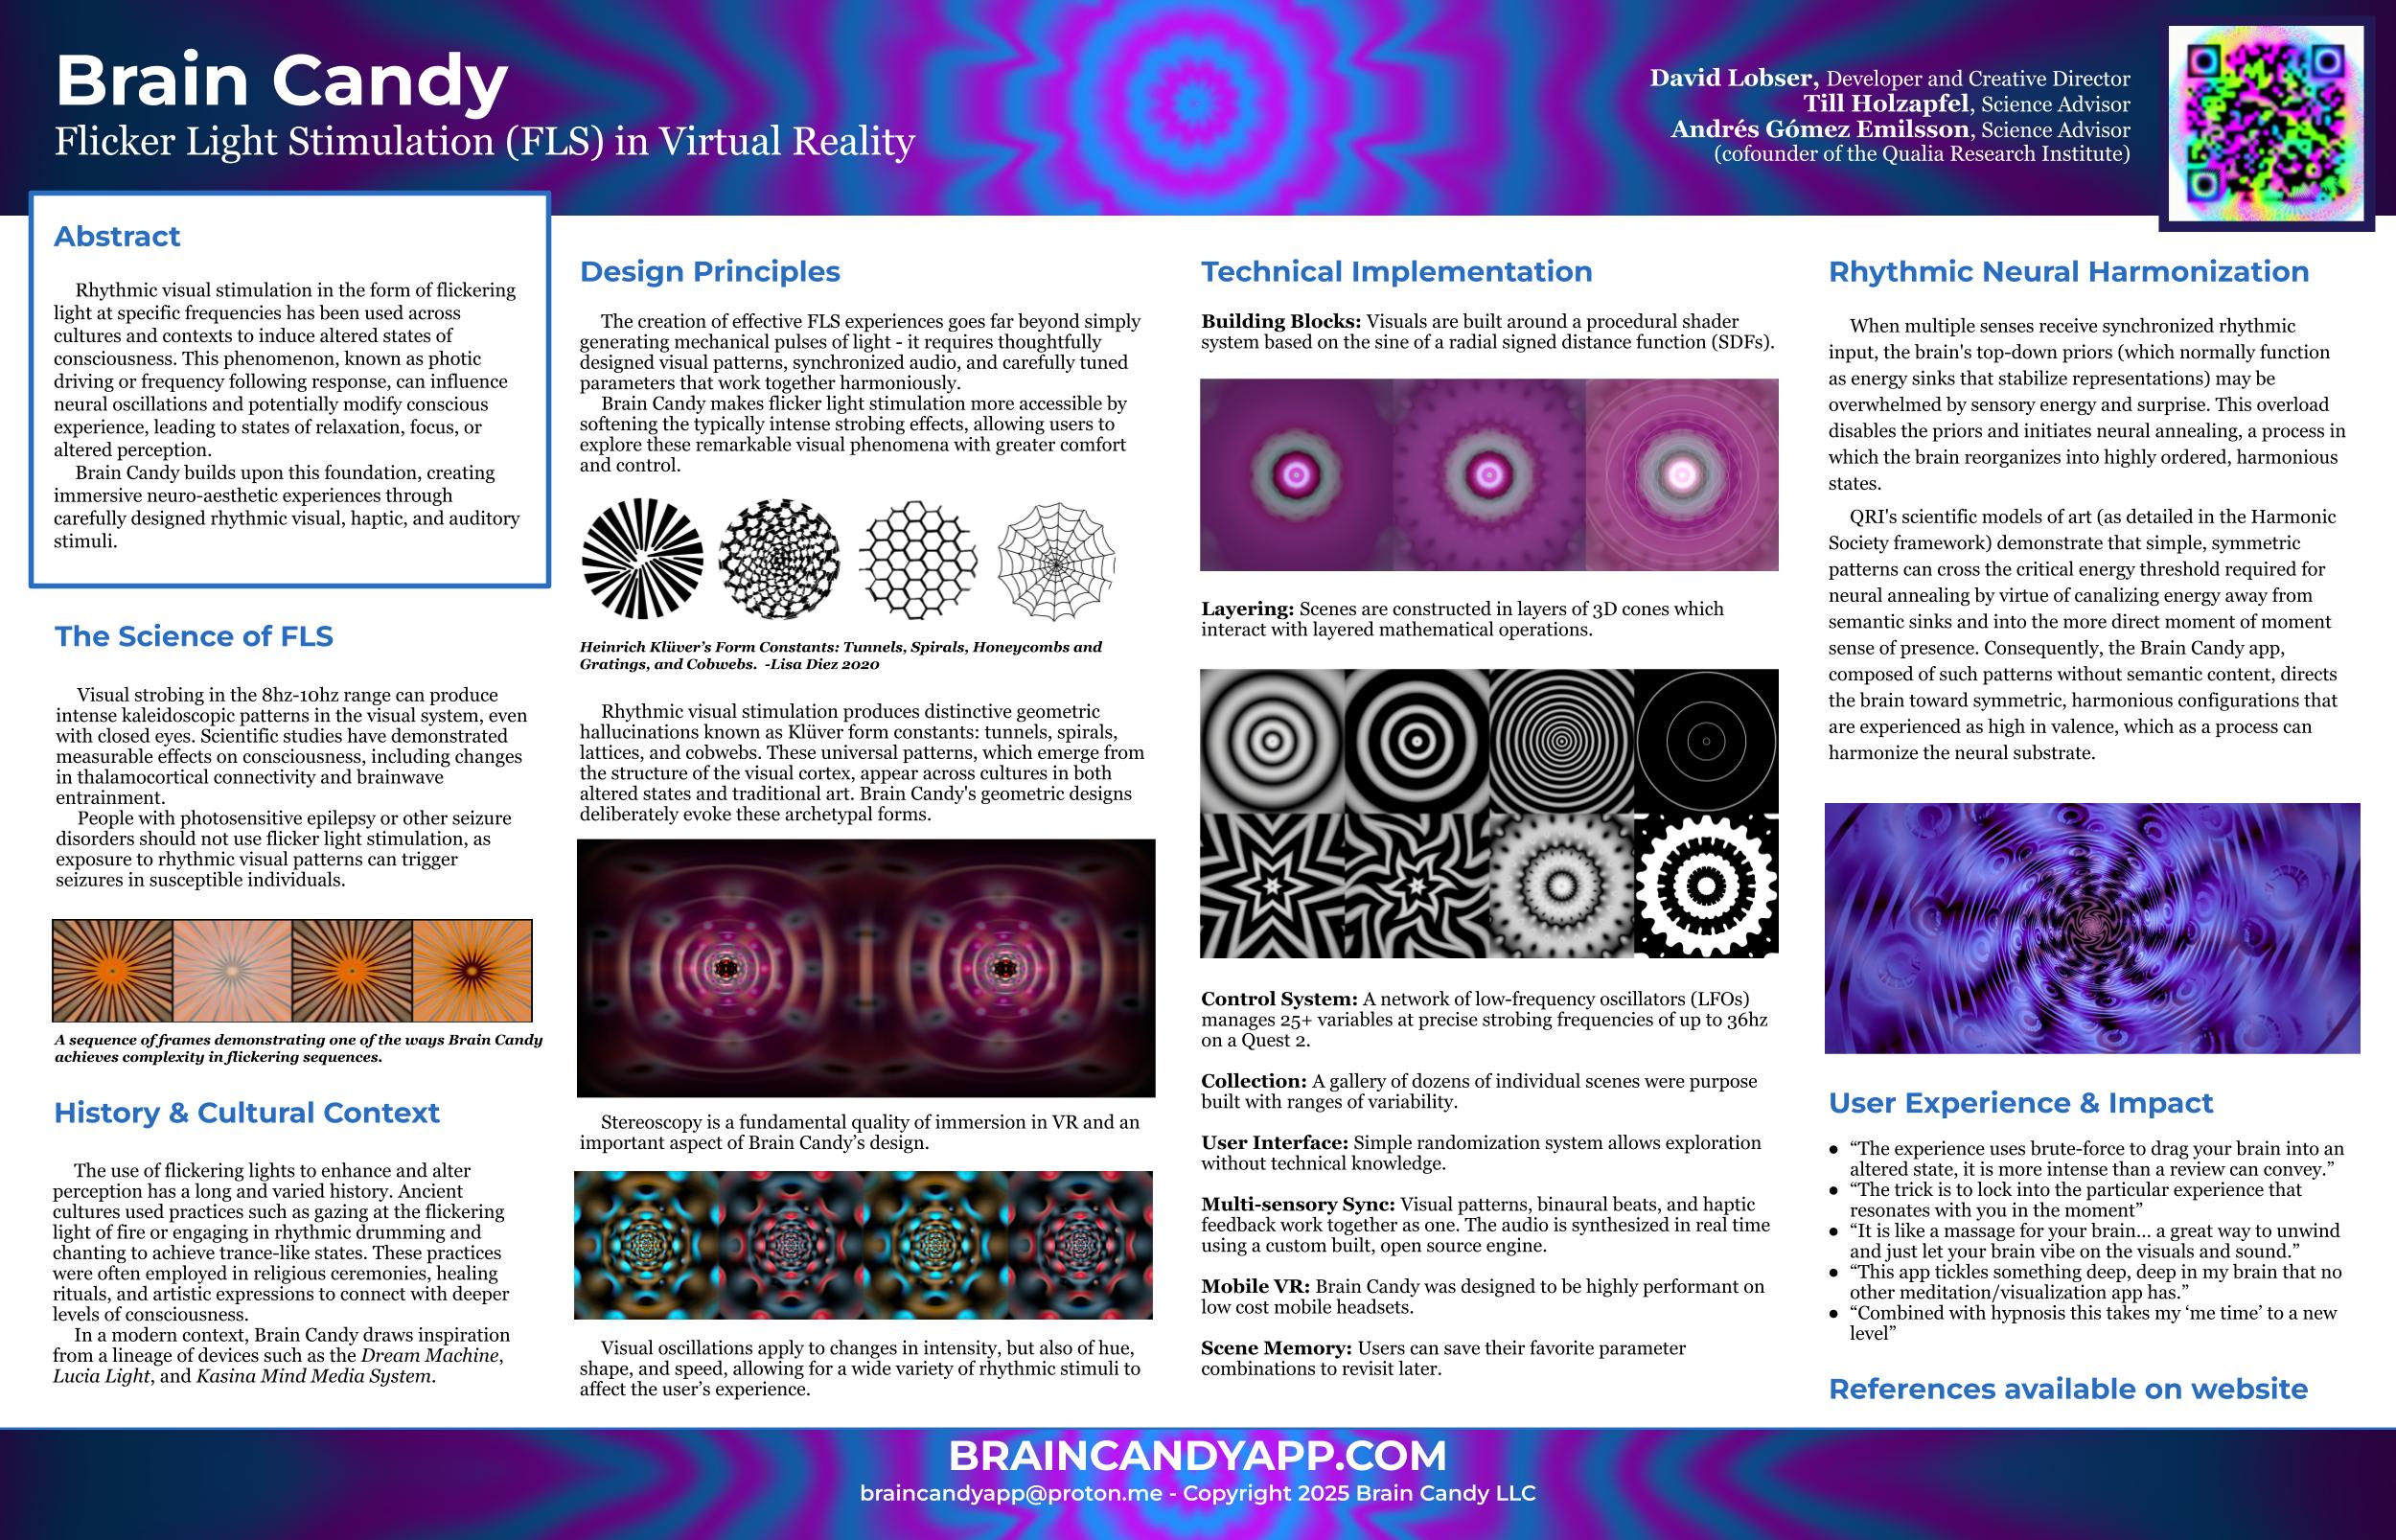 Brain Candy
Flicker Light Stimulation (FLS) in Virtual Reality
David Lobser, Developer and Creative Director
Till Holzapfel, Science Advisor
Andrés Gómez Emilsson, Science Advisor
(cofounder of the Qualia Research Institute)
Abstract
Rhythmic visual stimulation in the form of flickering
light at specific frequencies has been used across
cultures and contexts to induce altered states of
consciousness. This phenomenon, known as photic
driving or frequency following response, can influence
neural oscillations and potentially modify conscious
experience, leading to states of relaxation, focus, or
altered perception.
Brain Candy builds upon this foundation, creating
immersive neuro-aesthetic experiences through
carefully designed rhythmic visual, haptic, and auditory
stimuli.
The Science of FLS
Visual strobing in the 8hz-10hz range can produce
intense kaleidoscopic patterns in the visual system, even
with closed eyes. Scientific studies have demonstrated
measurable effects on consciousness, including changes
in thalamocortical connectivity and brainwave
entrainment.
People with photosensitive epilepsy or other seizure
disorders should not use flicker light stimulation, as
exposure to rhythmic visual patterns can trigger
seizures in susceptible individuals.
A sequence of frames demonstrating one of the ways Brain Candy
achieves complexity in flickering sequences.
History & Cultural Context
The use of flickering lights to enhance and alter
perception has a long and varied history. Ancient
cultures used practices such as gazing at the flickering
light of fire or engaging in rhythmic drumming and
chanting to achieve trance-like states. These practices
were often employed in religious ceremonies, healing
rituals, and artistic expressions to connect with deeper
levels of consciousness.
In a modern context, Brain Candy draws inspiration
from a lineage of devices such as the Dream Machine,
Lucia Light, and Kasina Mind Media System.
Design Principles
The creation of effective FLS experiences goes far beyond simply
generating mechanical pulses of light - it requires thoughtfully
designed visual patterns, synchronized audio, and carefully tuned
parameters that work together harmoniously.
Brain Candy makes flicker light stimulation more accessible by
softening the typically intense strobing effects, allowing users to
explore these remarkable visual phenomena with greater comfort
and control.
Heinrich Klüver's Form Constants: Tunnels, Spirals, Honeycombs and
Gratings, and Cobwebs. -Lisa Diez 2020
Rhythmic visual stimulation produces distinctive geometric
hallucinations known as Klüver form constants: tunnels, spirals,
lattices, and cobwebs. These universal patterns, which emerge from
the structure of the visual cortex, appear across cultures in both
altered states and traditional art. Brain Candy's geometric designs
deliberately evoke these archetypal forms.
Stereoscopy is a fundamental quality of immersion in VR and an
important aspect of Brain Candy's design.
Visual oscillations apply to changes in intensity, but also of hue,
shape, and speed, allowing for a wide variety of rhythmic stimuli to
affect the user's experience.
Technical Implementation
Building Blocks: Visuals are built around a procedural shader
system based on the sine of a radial signed distance function (SDFs).
Layering: Scenes are constructed in layers of 3D cones which
interact with layered mathematical operations.
Control System: A network of low-frequency oscillators (LFOs)
manages 25+ variables at precise strobing frequencies of up to 36hz
on a Quest 2.
Collection: A gallery of dozens of individual scenes were purpose
built with ranges of variability.
User Interface: Simple randomization system allows exploration
without technical knowledge.
Multi-sensory Sync: Visual patterns, binaural beats, and haptic
feedback work together as one. The audio is synthesized in real time
using a custom built, open source engine.
Mobile VR: Brain Candy was designed to be highly performant on
low cost mobile headsets.
Scene Memory: Users can save their favorite parameter
combinations to revisit later.
Rhythmic Neural Harmonization
When multiple senses receive synchronized rhythmic
input, the brain's top-down priors (which normally function
as energy sinks that stabilize representations) may be
overwhelmed by sensory energy and surprise. This overload
disables the priors and initiates neural annealing, a process in
which the brain reorganizes into highly ordered, harmonious
states.
QRI's scientific models of art (as detailed in the Harmonic
Society framework) demonstrate that simple, symmetric
patterns can cross the critical energy threshold required for
neural annealing by virtue of canalizing energy away from
semantic sinks and into the more direct moment of moment
sense of presence. Consequently, the Brain Candy app,
composed of such patterns without semantic content, directs
the brain toward symmetric, harmonious configurations that
are experienced as high in valence, which as a process can
harmonize the neural substrate.
User Experience & Impact
● “The experience uses brute-force to drag your brain into an
altered state, it is more intense than a review can convey.”
● “The trick is to lock into the particular experience that
resonates with you in the moment”
● “It is like a massage for your brain... a great way to unwind
and just let your brain vibe on the visuals and sound.”
● “This app tickles something deep, deep in my brain that no
other meditation/visualization app has.”
● “Combined with hypnosis this takes my ‘me time’ to a new
level”
References available on website
BRAINCANDYAPP.COM
braincandyapp@proton.me - Copyright 2025 Brain Candy LLC